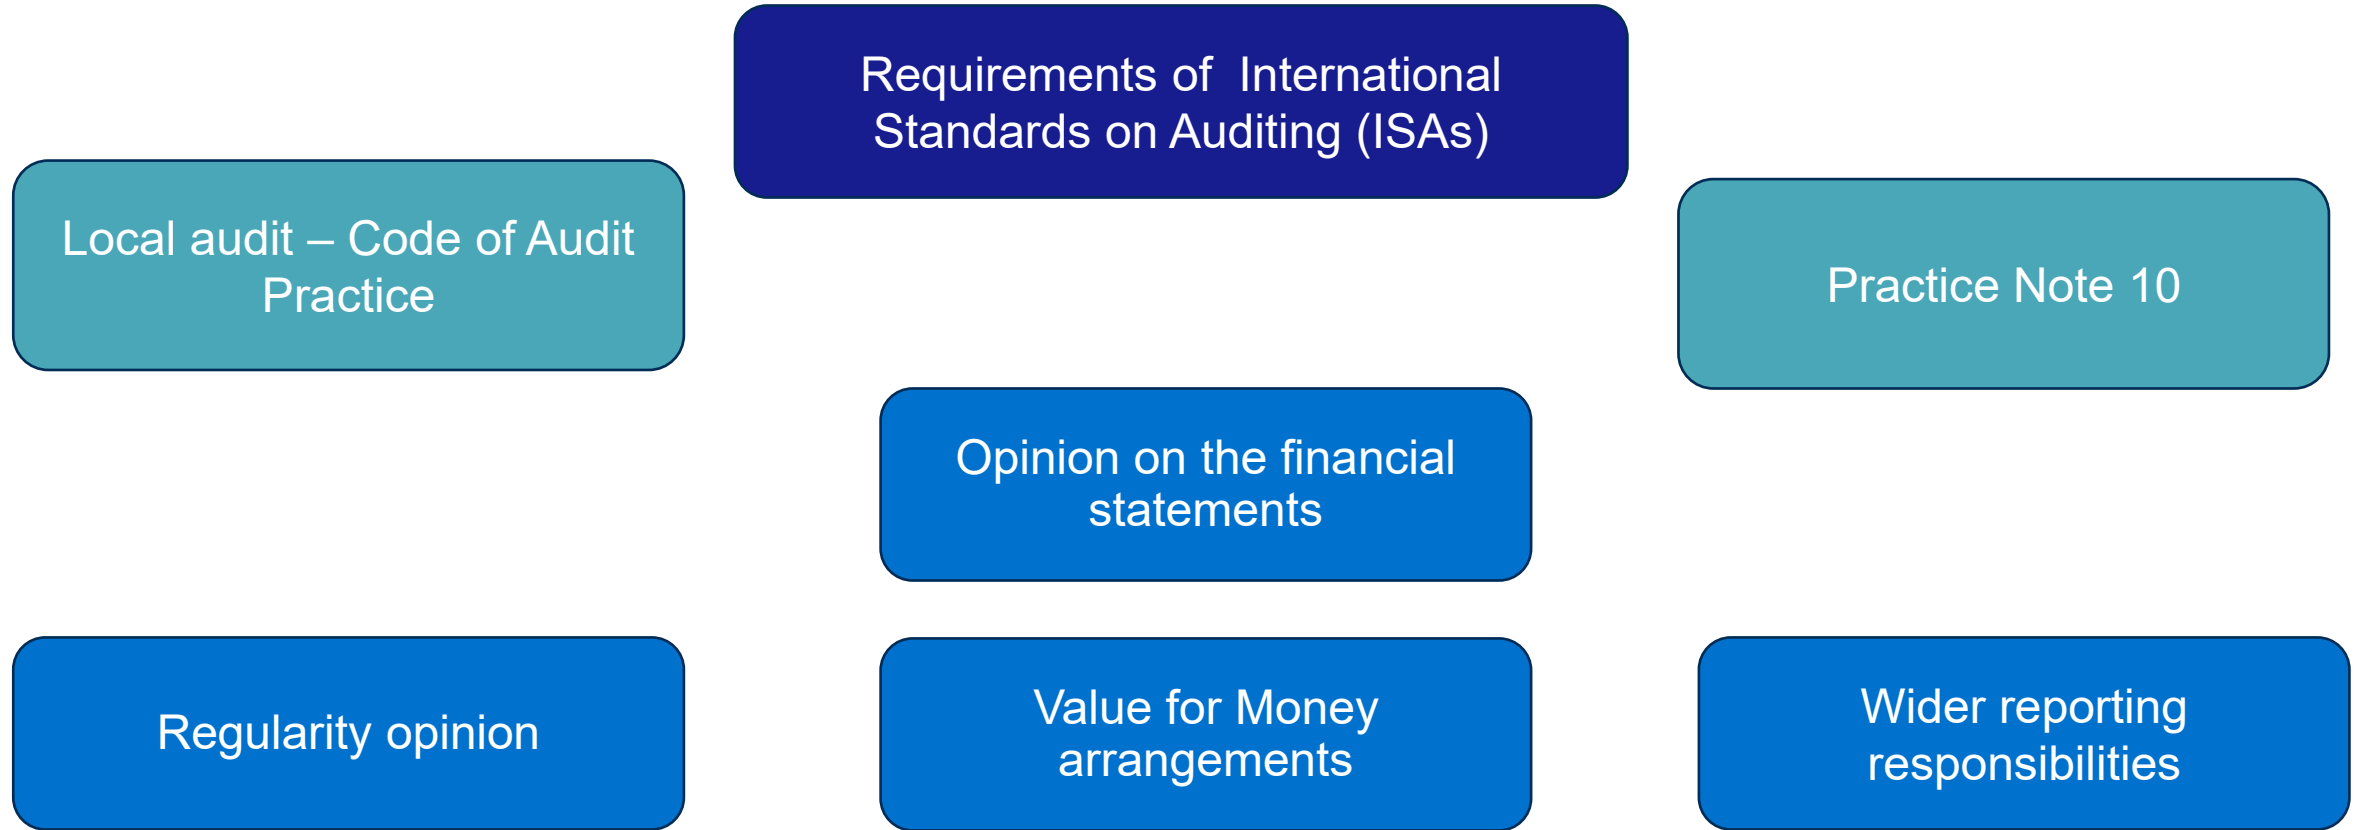 Requirements of  International
Standards on Auditing (ISAs)
Local audit – Code of Audit
Practice
Practice Note 10
Opinion on the financial
statements
Regularity opinion
Value for Money
arrangements
Wider reporting
responsibilities